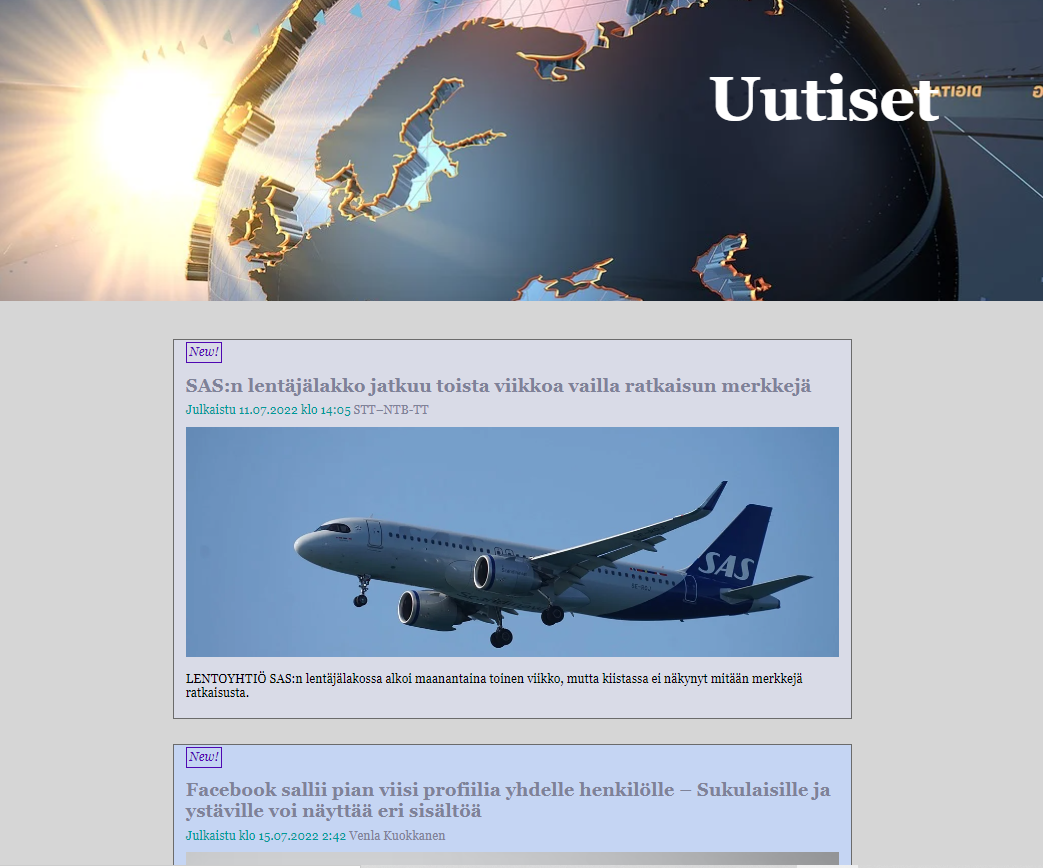 Uutiset
DIGITAL
New!
SAS:n lentäjälakko jatkuu toista viikkoa vailla ratkaisun merkkejä
Julkaistu 11.07.2022 klo 14:05 STT–NTB-TT
SAS
LENTOYHTIÖ SAS:n lentäjälakossa alkoi maanantaina toinen viikko, mutta kiistassa ei näkynyt mitään merkkejä
ratkaisusta.
New!
Facebook sallii pian viisi profiilia yhdelle henkilölle – Sukulaisille ja
ystäville voi näyttää eri sisältöä
Julkaistu klo 15.07.2022 2:42 Venla Kuokkanen